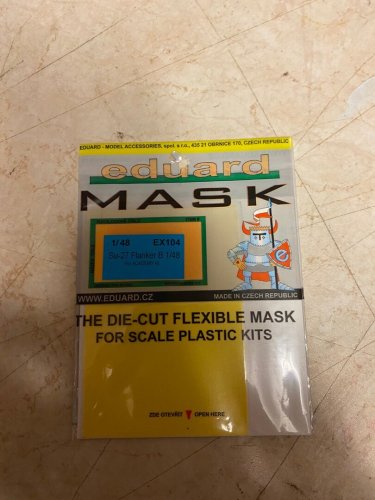 EDUARD - MODEL ACCESSORIES, spol. s r.o., 435 21 OBRNICE 170, CZECH REPUBLIC
eduard
MASK
1/48 EX104
Su-27 Flanker B 1/48
e
WWW.EDUARD.CZ MADE IN CZECH REPUBLIC
THE DIE-CUT FLEXIBLE MASK
FOR SCALE PLASTIC KITS
ZDE OTEVŘÍT OPEN HERE